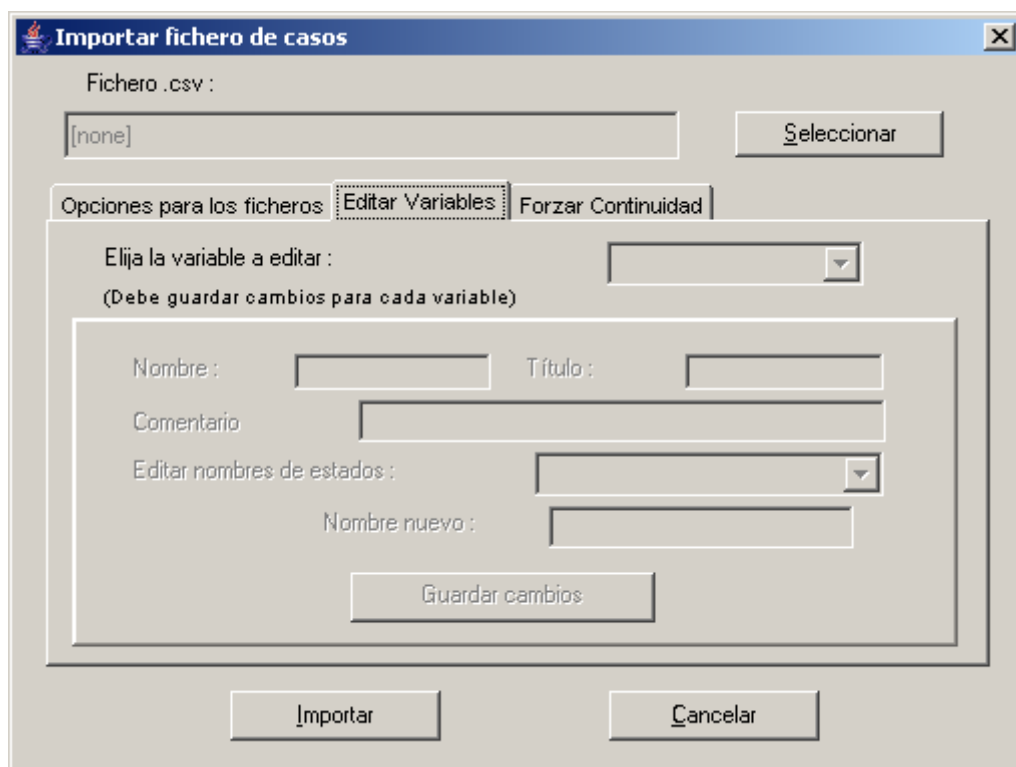 Importar fichero de casos
Fichero .csv :
[none]
Seleccionar
Opciones para los ficheros
Editar Variables
Forzar Continuidad
Elija la variable a editar :
(Debe guardar cambios para cada variable)
Nombre :
Título :
Comentario
Editar nombres de estados :
Nombre nuevo :
Guardar cambios
Importar
Cancelar